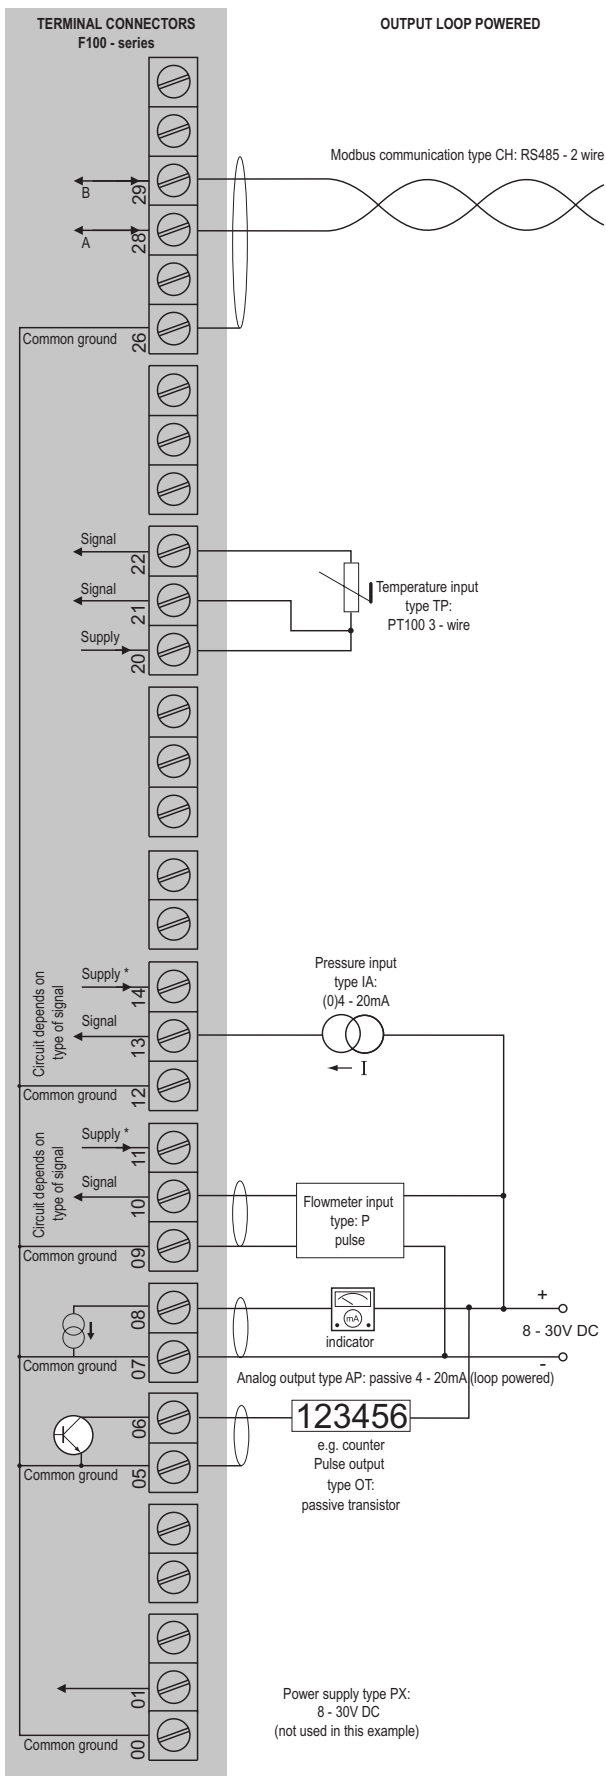 TERMINAL CONNECTORS
F100 - series
OUTPUT LOOP POWERED
Modbus communication type CH: RS485 - 2 wire
B
29
A
28
Common ground
26
Signal
22
Signal
21
Supply
20
Temperature input
type TP:
PT100 3 - wire
Pressure input
type IA:
(0)4 - 20mA
I
Circuit depends on
type of signal
Supply *
14
Signal
13
Common ground
12
Circuit depends on
type of signal
Supply *
11
Signal
10
Common ground
09
Flowmeter input
type: P
pulse
08
mA
indicator
+
8 - 30V DC
-
Common ground
07
Analog output type AP: passive 4 - 20mA (loop powered)
06
123456
Common ground
05
e.g. counter
Pulse output
type OT:
passive transistor
01
Common ground
00
Power supply type PX:
8 - 30V DC
(not used in this example)